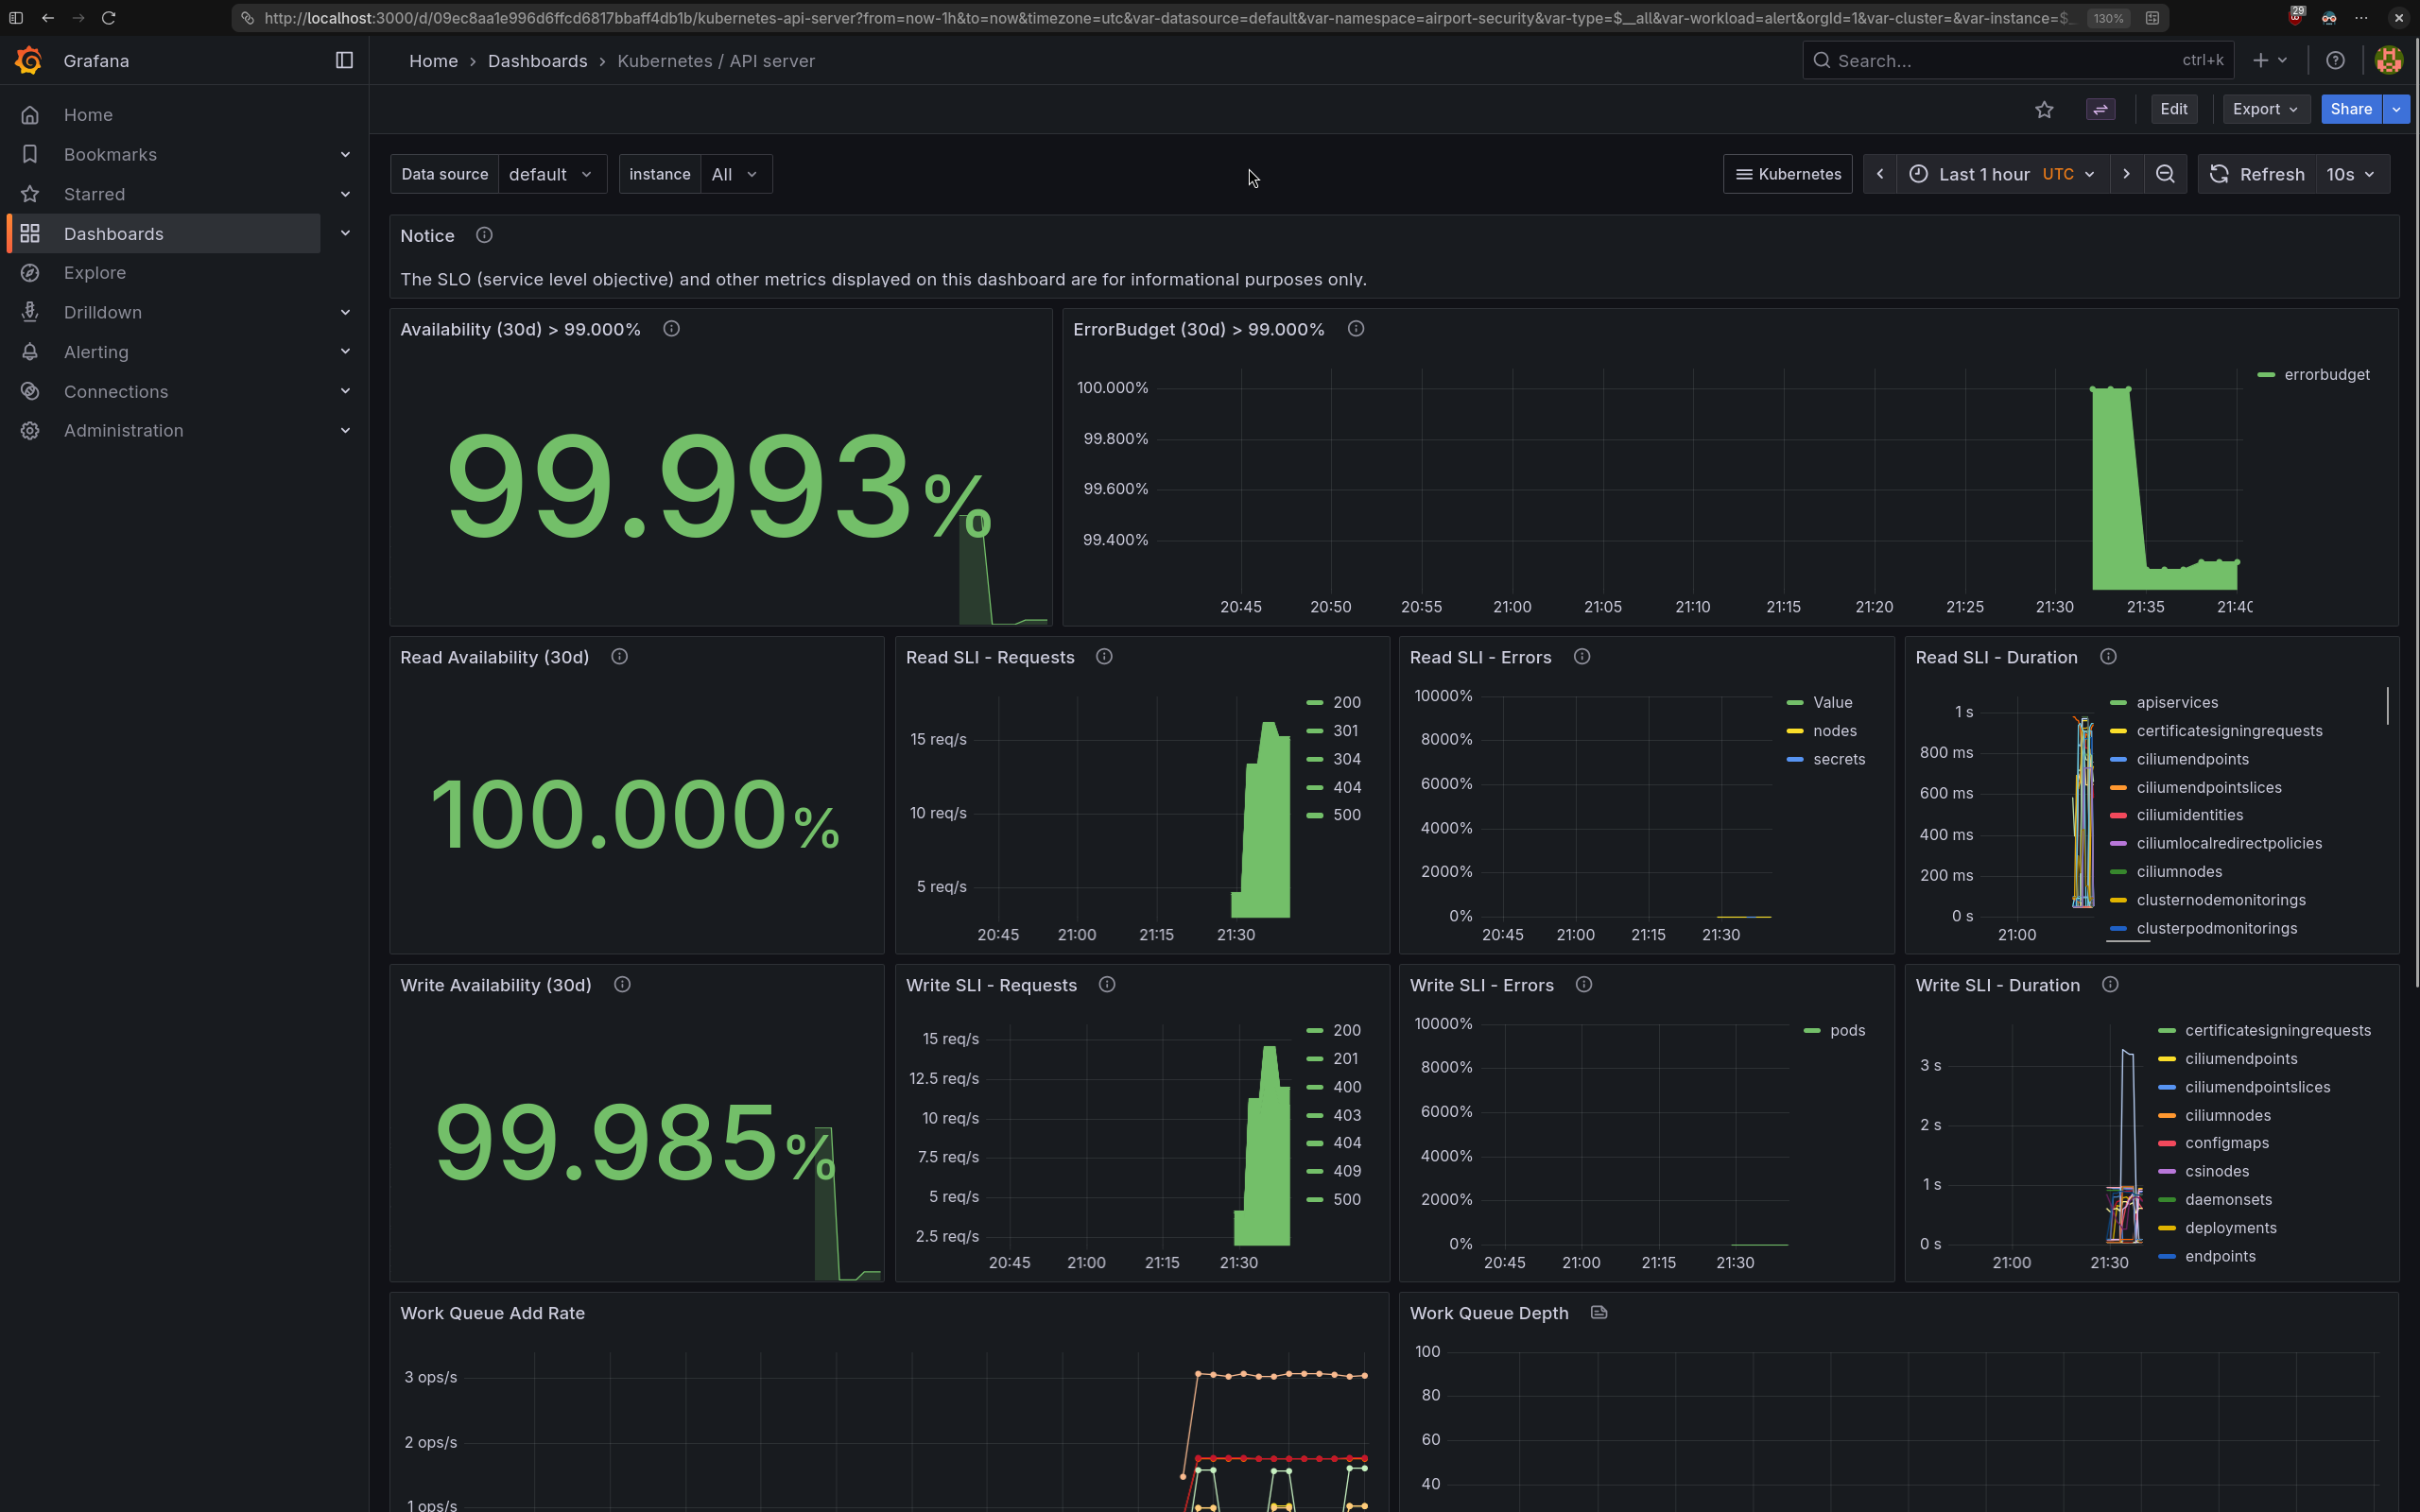 http://localhost:3000/d/09ec8aa1e996d6ffcd6817bbaff4db1b/kubernetes-api-server?from=now-1h&to=now&timezone=utc&var-datasource=default&var-namespace=airport-security&var-type=$__all&var-workload=alert&orgId=1&var-cluster=&var-instance=$ 130% 29
Grafana
Home › Dashboards › Kubernetes / API server
Search... ctrl+k
Edit Export Share
Home
Bookmarks
Starred
Dashboards
Explore
Drilldown
Alerting
Connections
Administration
Data source default instance All Kubernetes Last 1 hour UTC Refresh 10s
Notice
The SLO (service level objective) and other metrics displayed on this dashboard are for informational purposes only.
Availability (30d) > 99.000%
99.993%
ErrorBudget (30d) > 99.000%
100.000%
99.800%
99.600%
99.400%
20:45 20:50 20:55 21:00 21:05 21:10 21:15 21:20 21:25 21:30 21:35 21:40
errorbudget
Read Availability (30d)
100.000%
Read SLI - Requests
15 req/s
10 req/s
5 req/s
20:45 21:00 21:15 21:30
200
301
304
404
500
Read SLI - Errors
10000%
8000%
6000%
4000%
2000%
0%
20:45 21:00 21:15 21:30
Value
nodes
secrets
Read SLI - Duration
1 s
800 ms
600 ms
400 ms
200 ms
0 s
21:00
apiservices
certificatesigningrequests
ciliumendpoints
ciliumendpointslices
ciliumidentities
ciliumlocalredirectpolicies
ciliumnodes
clusternodemonitorings
clusterpodmonitorings
Write Availability (30d)
99.985%
Write SLI - Requests
15 req/s
12.5 req/s
10 req/s
7.5 req/s
5 req/s
2.5 req/s
20:45 21:00 21:15 21:30
200
201
400
403
404
409
500
Write SLI - Errors
10000%
8000%
6000%
4000%
2000%
0%
20:45 21:00 21:15 21:30
pods
Write SLI - Duration
3 s
2 s
1 s
0 s
21:00 21:30
certificatesigningrequests
ciliumendpoints
ciliumendpointslices
ciliumnodes
configmaps
csinodes
daemonsets
deployments
endpoints
Work Queue Add Rate
3 ops/s
2 ops/s
1 ops/s
Work Queue Depth
100
80
60
40